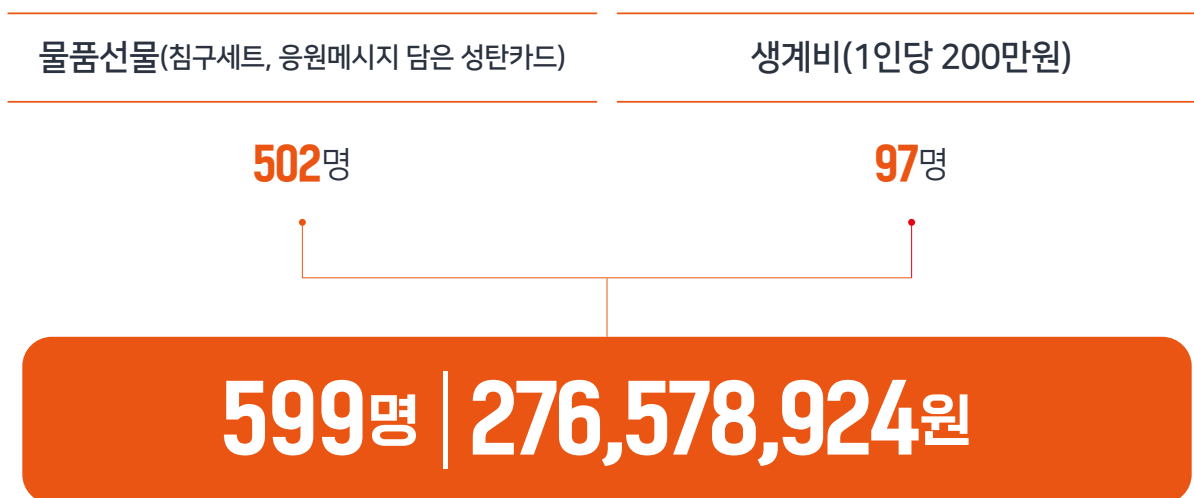 물품선물(침구세트, 응원메시지 담은 성탄카드)
생계비(1인당 200만원)
502명
97명
599명 | 276,578,924원